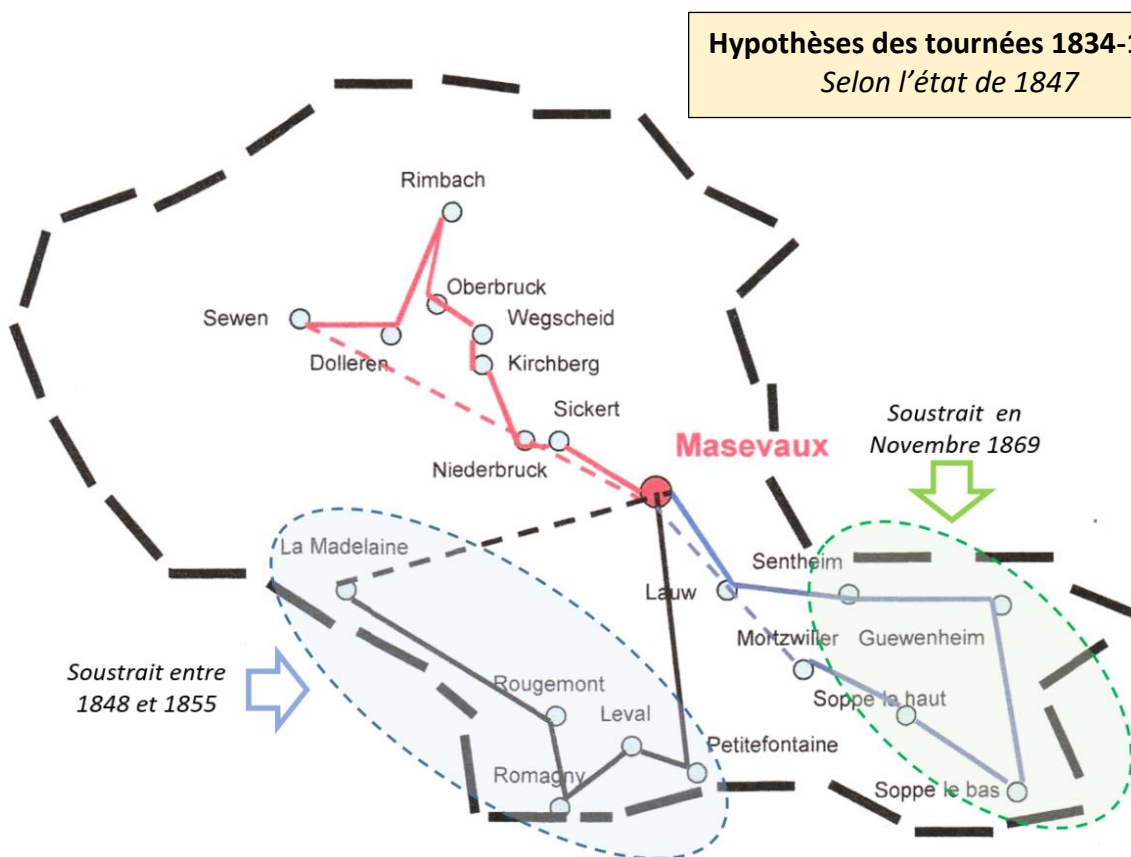 Hypothèses des tournées 1834-1
Selon l’état de 1847
Rimbach
Oberbruck
Sewen
Wegscheid
Dolleren
Kirchberg
Sickert
Soustrait en
Novembre 1869
Masevaux
Niederbruck
La Madelaine
Sentheim
Lauw
Mortzwiller
Guewenheim
Soustrait entre
1848 et 1855
Rougemont
Soppe le haut
Leval
Petitefontaine
Romagny
Soppe le bas